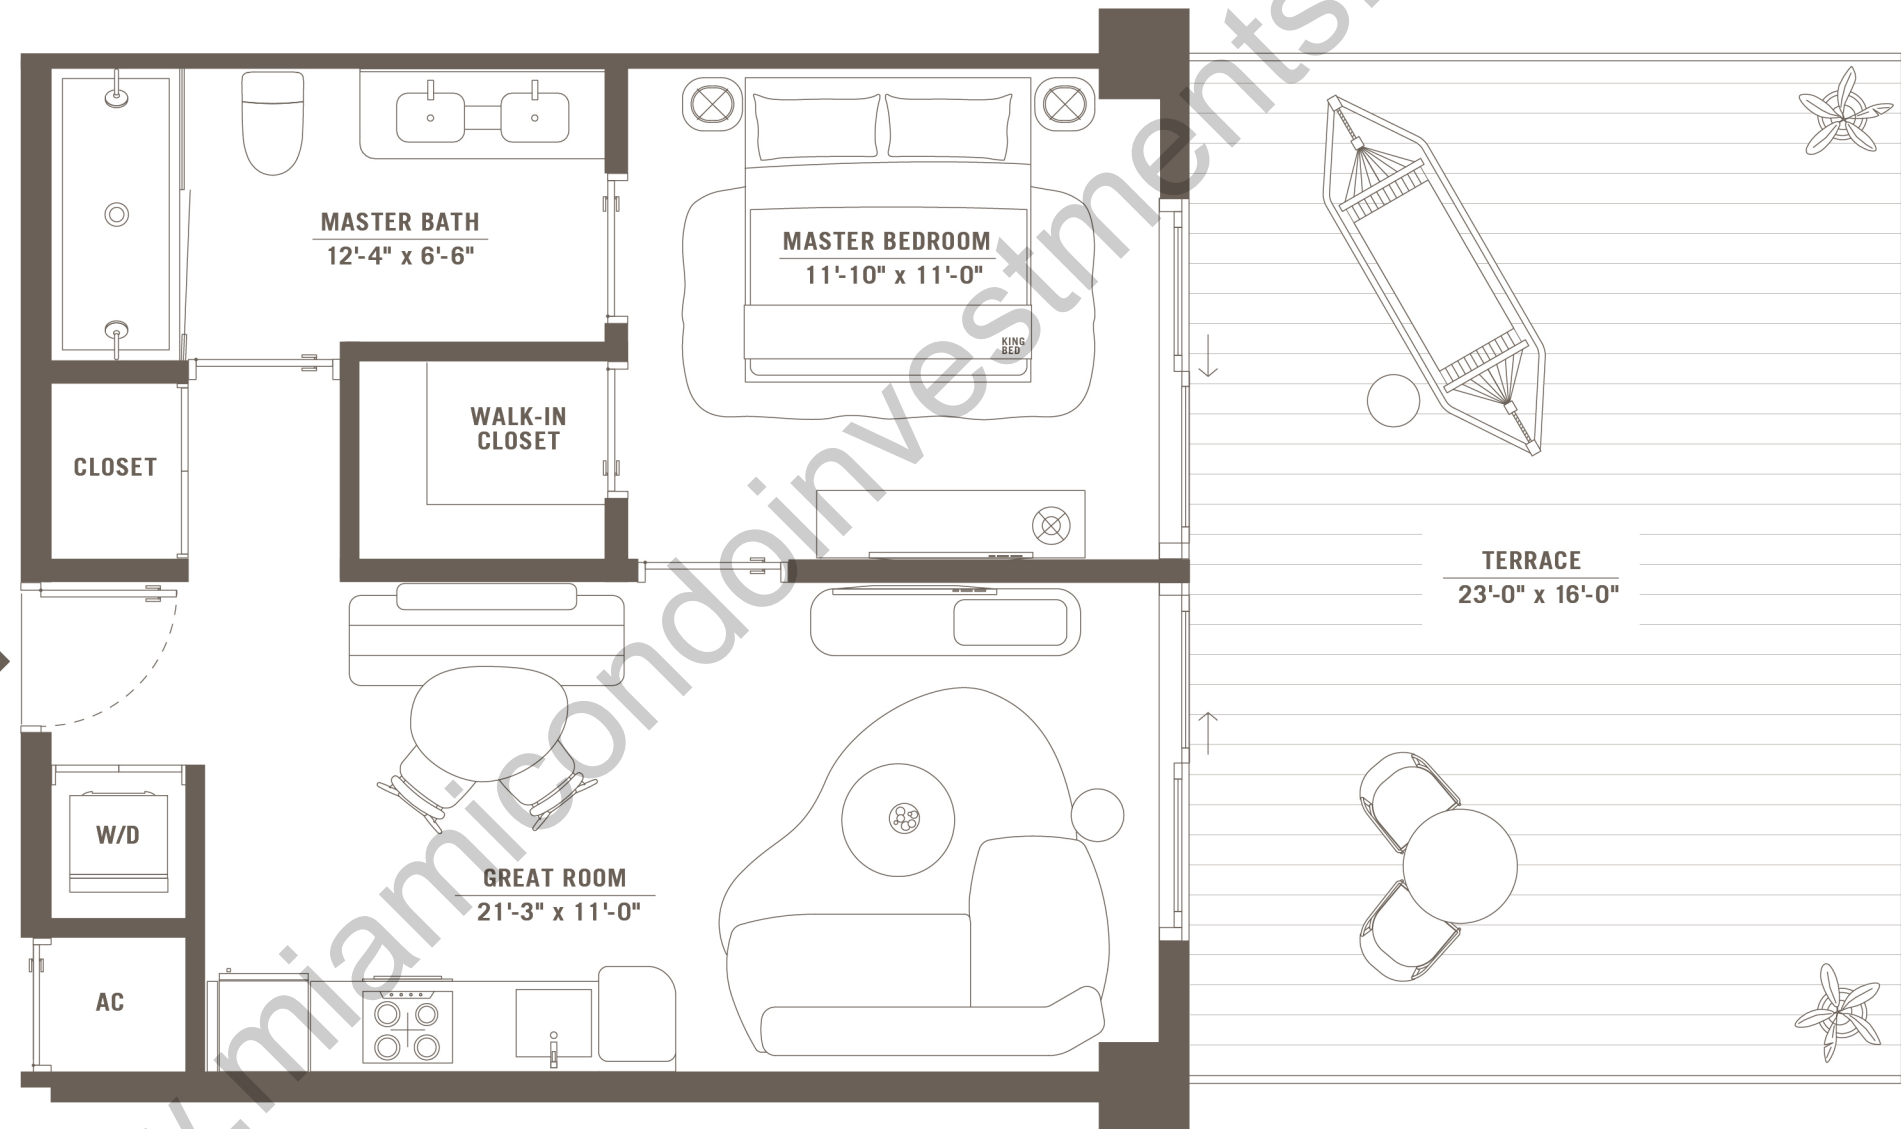 MASTER BATH
12'-4" x 6'-6"
MASTER BEDROOM
11'-10" x 11'-0"
KING
BED
WALK-IN
CLOSET
CLOSET
TERRACE
23'-0" x 16'-0"
W/D
GREAT ROOM
21'-3" x 11'-0"
AC
.miamicondoinvestments.